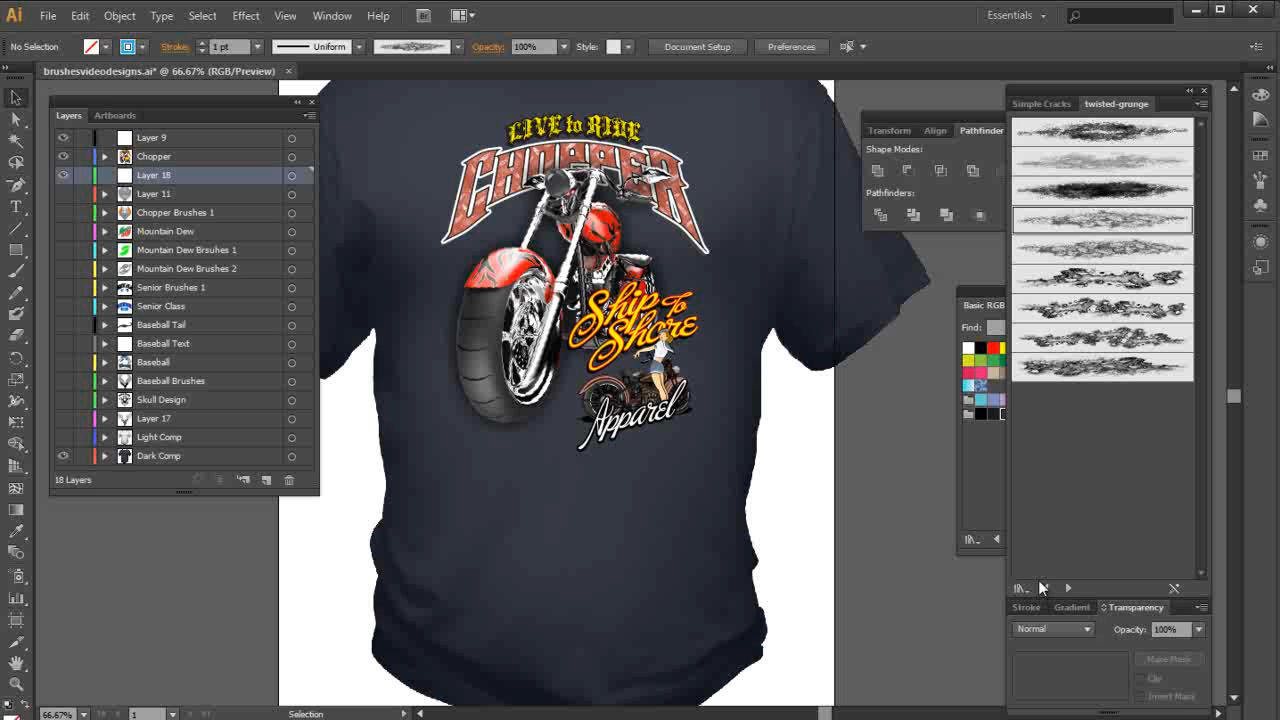 Ai File Edit Object Type Select Effect View Window Help Br Essentials
No Selection Stroke: 1 pt Uniform Opacity: 100% Style: Document Setup Preferences
brushesvideodesigns.ai* @ 66.67% (RGB/Preview)
Layers Artboards
Layer 9
Chopper
Layer 18
Layer 11
Chopper Brushes 1
Mountain Dew
Mountain Dew Brsuhes 1
Mountain Dew Brushes 2
Senior Brushes 1
Senior Class
Baseball Tail
Baseball Text
Baseball
Baseball Brushes
Skull Design
Layer 17
Light Comp
Dark Comp
18 Layers
LIVE to RIDE
CHOPPER
Ship To
Shore
Apparel
Transform Align Pathfinder
Shape Modes:
Pathfinders:
Basic RGB
Find:
Simple Cracks twisted-grunge
Stroke Gradient Transparency
Normal Opacity: 100%
Make Mask
Clip
Invert Mask
66.67% 1 Selection